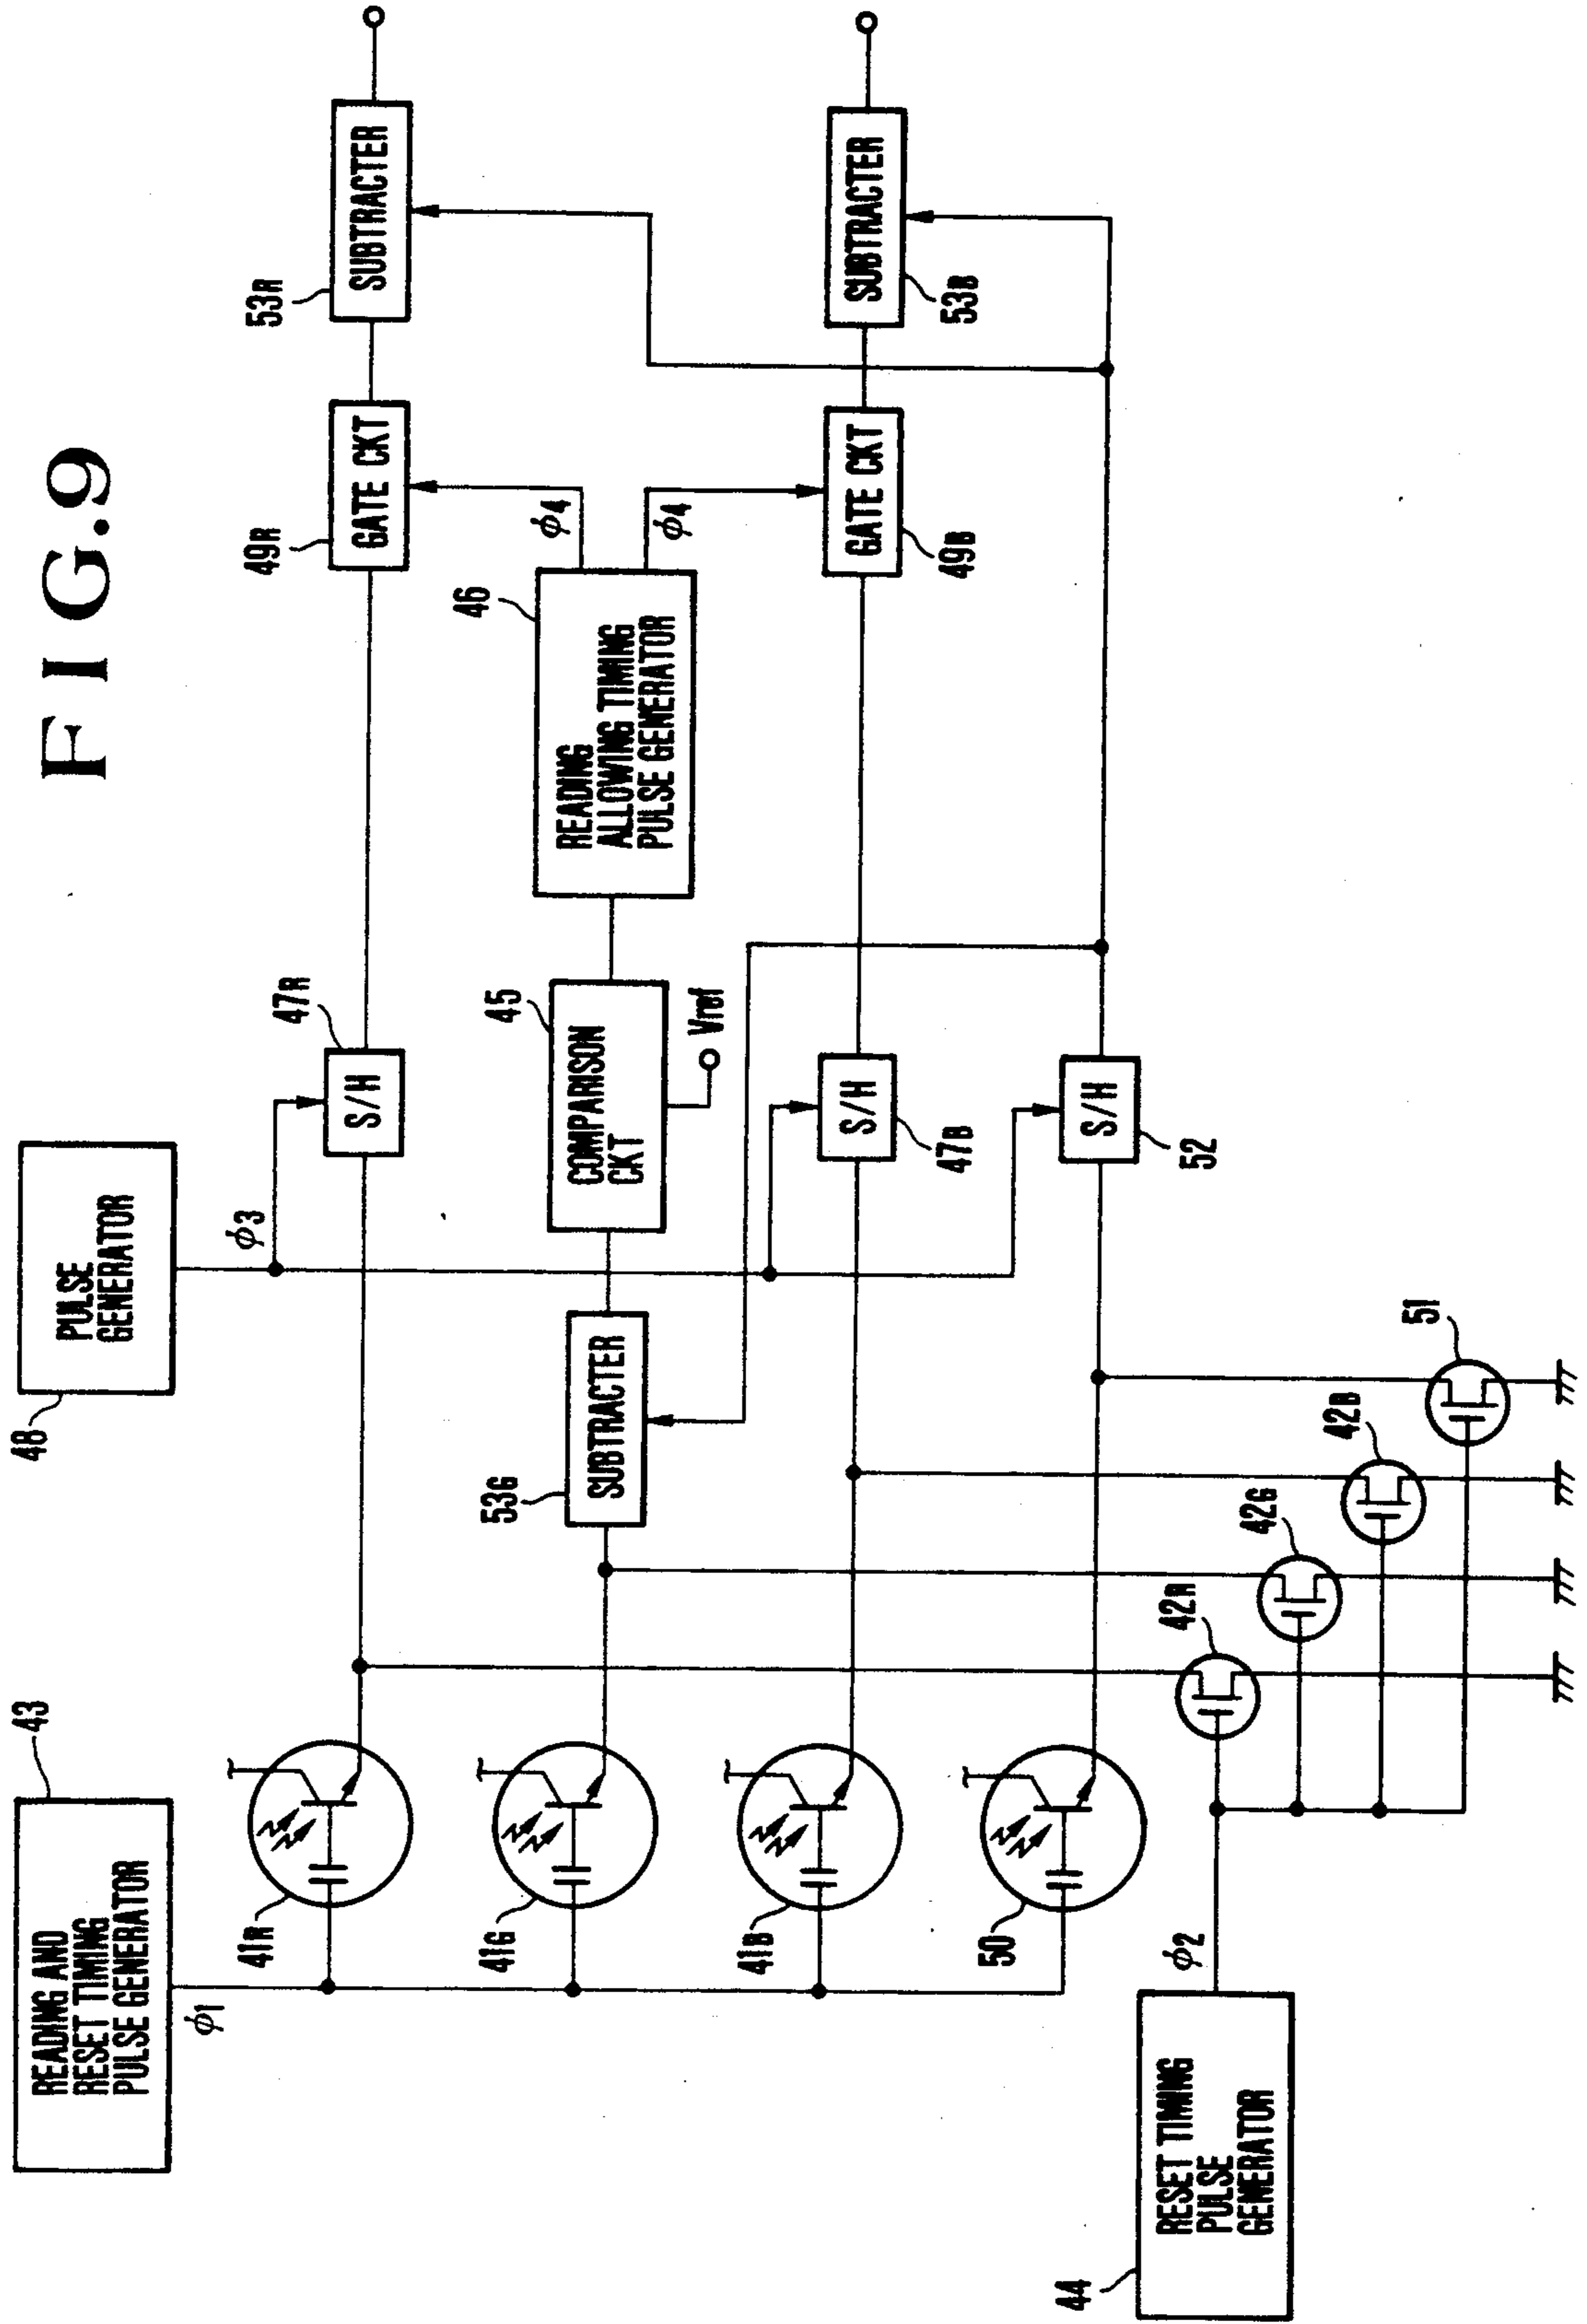 FIG.9
43
READING AND
RESET TIMING
PULSE GENERATOR
ϕ1
48
PULSE
GENERATOR
ϕ3
41R
47R
S/H
49R
GATE CKT
53R
SUBTRACTER
41G
53G
SUBTRACTER
45
COMPARISON
CKT
Vref
46
READING
ALLOWING TIMING
PULSE GENERATOR
ϕ4
ϕ4
41B
S/H
47B
GATE CKT
49B
SUBTRACTER
53B
50
S/H
52
44
RESET TIMING
PULSE
GENERATOR
ϕ2
42R
42G
42B
51